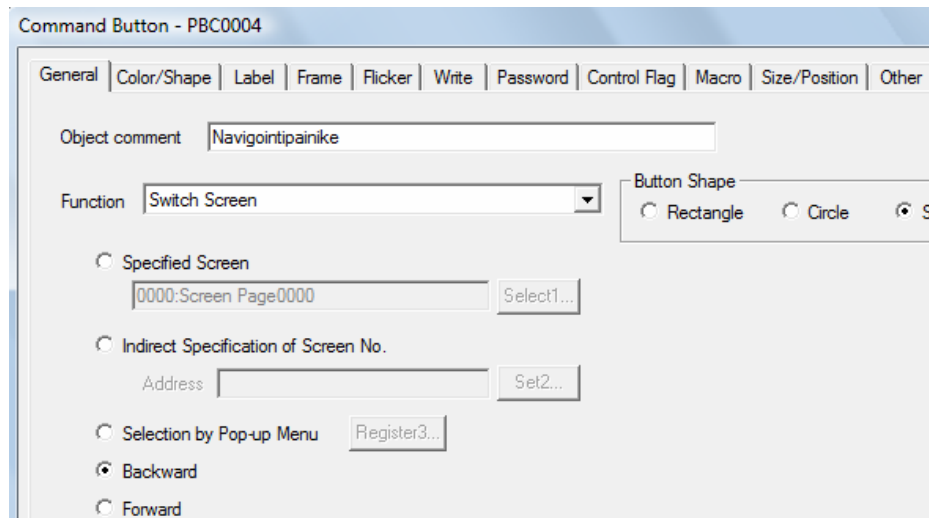 Command Button - PBC0004
General Color/Shape Label Frame Flicker Write Password Control Flag Macro Size/Position Other
Object comment Navigointipainike
Button Shape
Function Switch Screen
Rectangle Circle S
Specified Screen
0000:Screen Page0000 Select1...
Indirect Specification of Screen No.
Address Set2...
Selection by Pop-up Menu Register3...
Backward
Forward